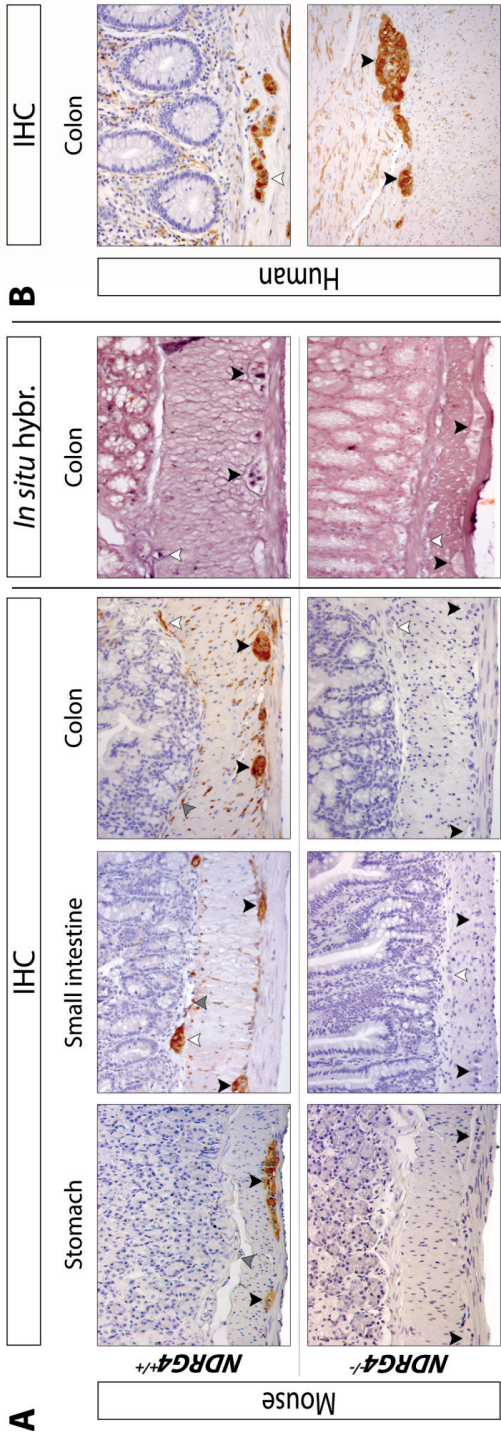 A
IHC
In situ hybr.
Stomach
Small intestine
Colon
Colon
Mouse
NDRG4+/+
NDRG4-/-
B
IHC
Colon
Human